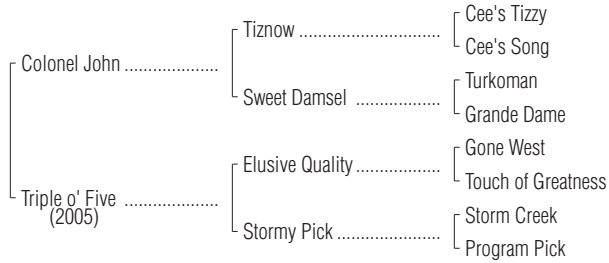 Cee's Tizzy
Tiznow
Cee's Song
Colonel John
Turkoman
Sweet Damsel
Grande Dame
Gone West
Elusive Quality
Touch of Greatness
Triple o' Five
(2005)
Storm Creek
Stormy Pick
Program Pick